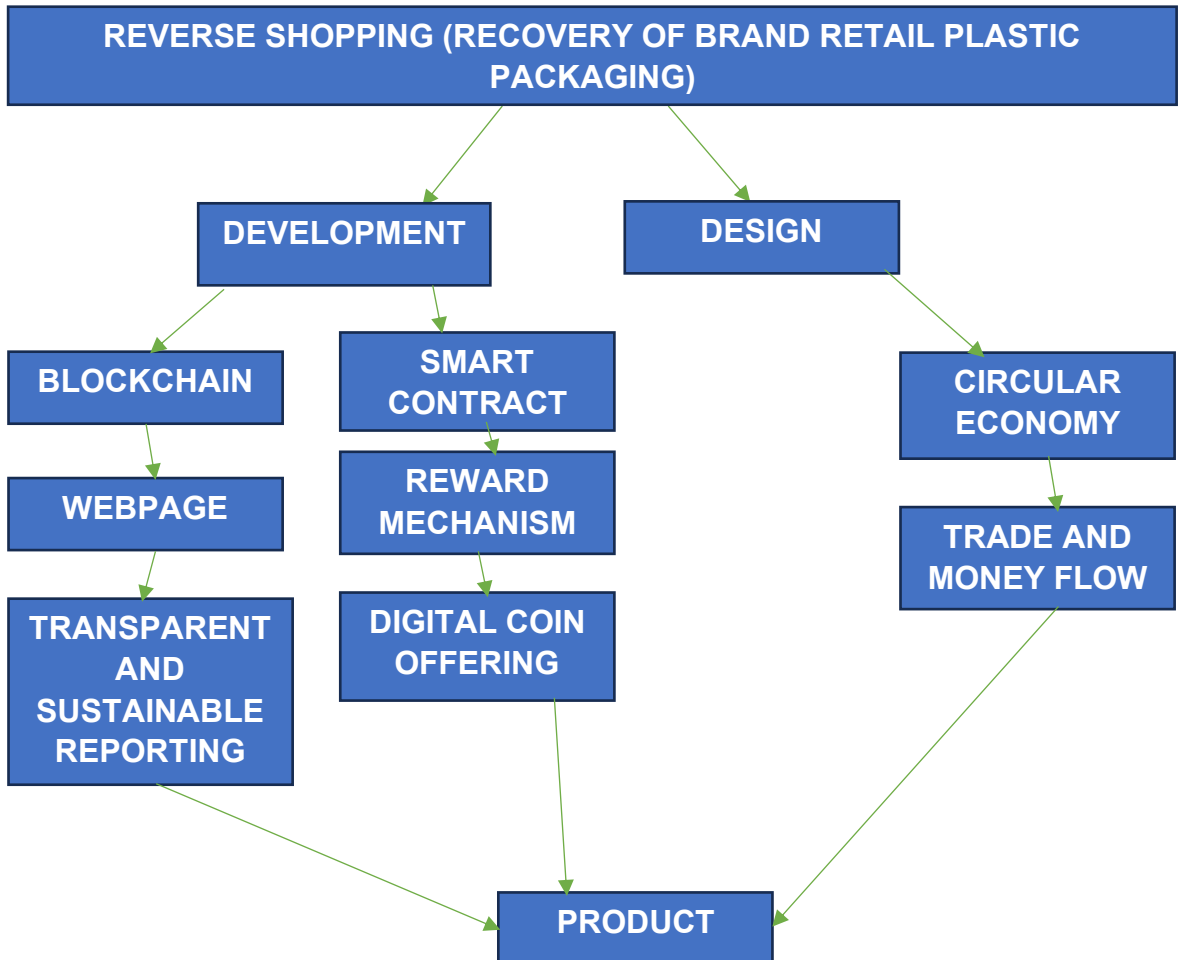 REVERSE SHOPPING (RECOVERY OF BRAND RETAIL PLASTIC
PACKAGING)
DEVELOPMENT
DESIGN
BLOCKCHAIN
SMART
CONTRACT
CIRCULAR
ECONOMY
WEBPAGE
REWARD
MECHANISM
TRADE AND
MONEY FLOW
TRANSPARENT
AND
SUSTAINABLE
REPORTING
DIGITAL COIN
OFFERING
PRODUCT